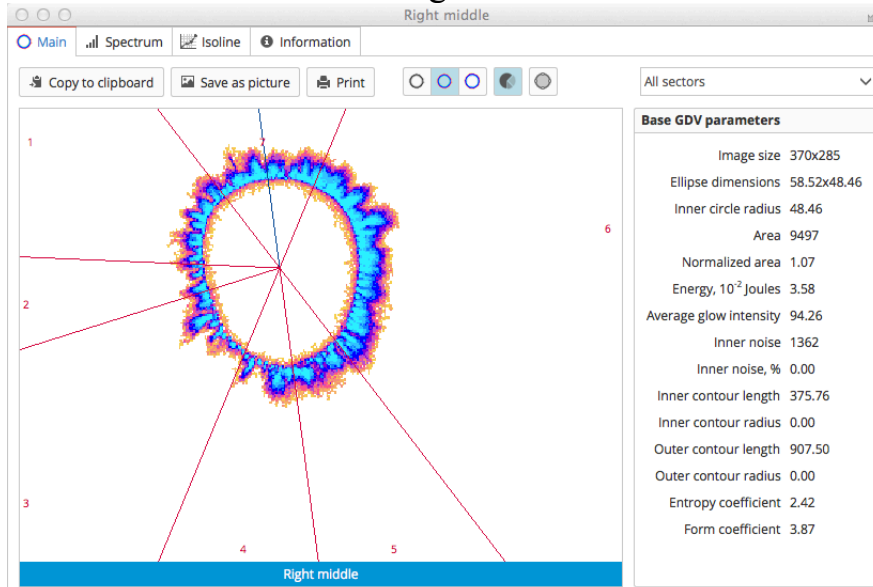 Right middle
Main Spectrum Isoline Information
Copy to clipboard Save as picture Print All sectors
Base GDV parameters
Image size 370x285
Ellipse dimensions 58.52x48.46
Inner circle radius 48.46
Area 9497
Normalized area 1.07
Energy, 10⁻² Joules 3.58
Average glow intensity 94.26
Inner noise 1362
Inner noise, % 0.00
Inner contour length 375.76
Inner contour radius 0.00
Outer contour length 907.50
Outer contour radius 0.00
Entropy coefficient 2.42
Form coefficient 3.87
1
7
6
2
3
4
5
Right middle